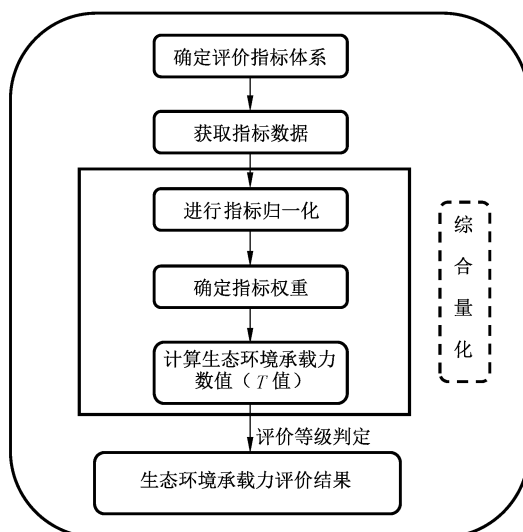 确定评价指标体系
获取指标数据
进行指标归一化
确定指标权重
计算生态环境承载力
数值（T值）
综合量化
评价等级判定
生态环境承载力评价结果